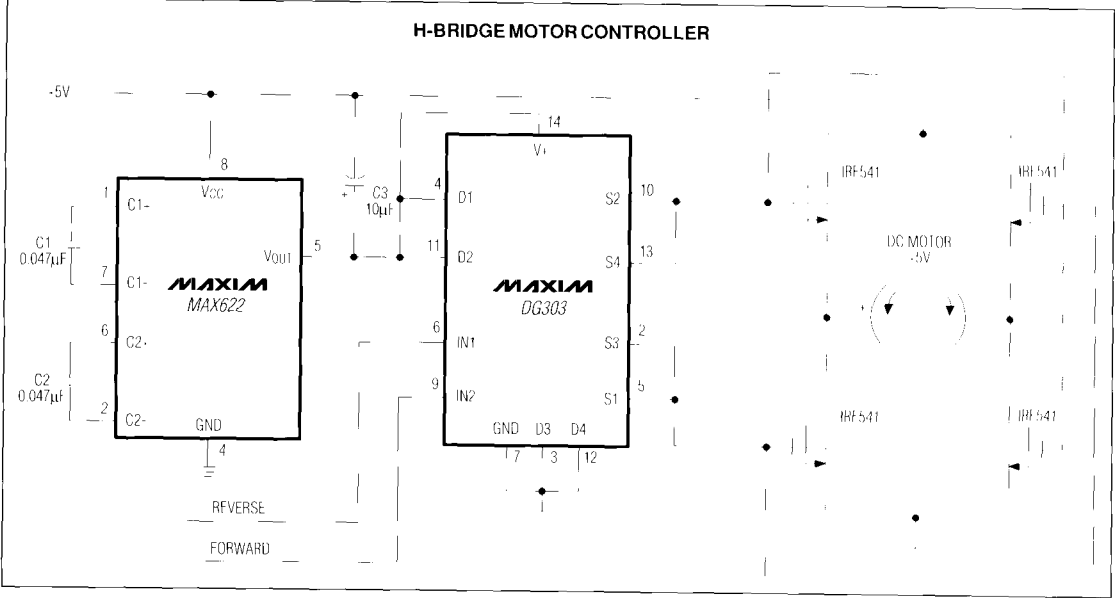 H-BRIDGE MOTOR CONTROLLER
-5V
8
VCC
1
C1-
C1
0.047µF
7
C1-
VOUT
5
MAXIM
MAX622
6
C2.
C2
0.047µF
2
C2-
GND
4
+
C3
10µF
14
V+
4
D1
S2
10
11
D2
S4
13
MAXIM
DG303
6
IN1
S3
2
9
IN2
S1
5
GND
D3
D4
7
3
12
REVERSE
FORWARD
IRF541
IRF541
DC MOTOR
-5V
+
IRF541
IRF541